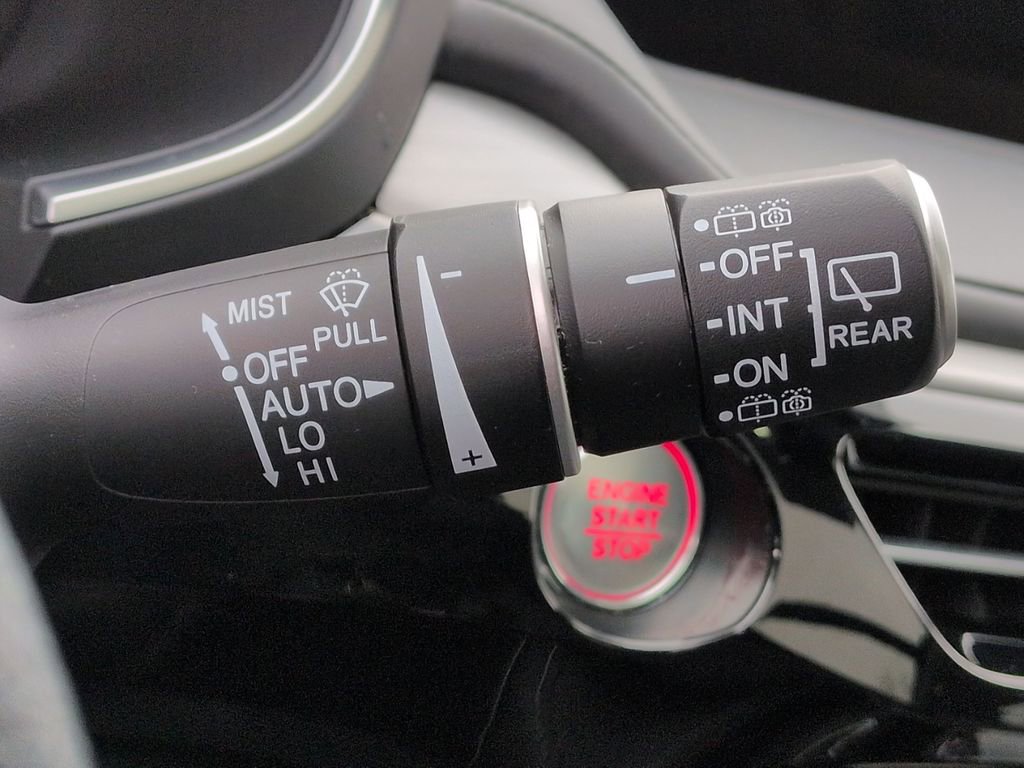 MIST
PULL
OFF
AUTO
LO
HI
-
+
OFF
INT
ON
REAR
ENGINE
START
STOP